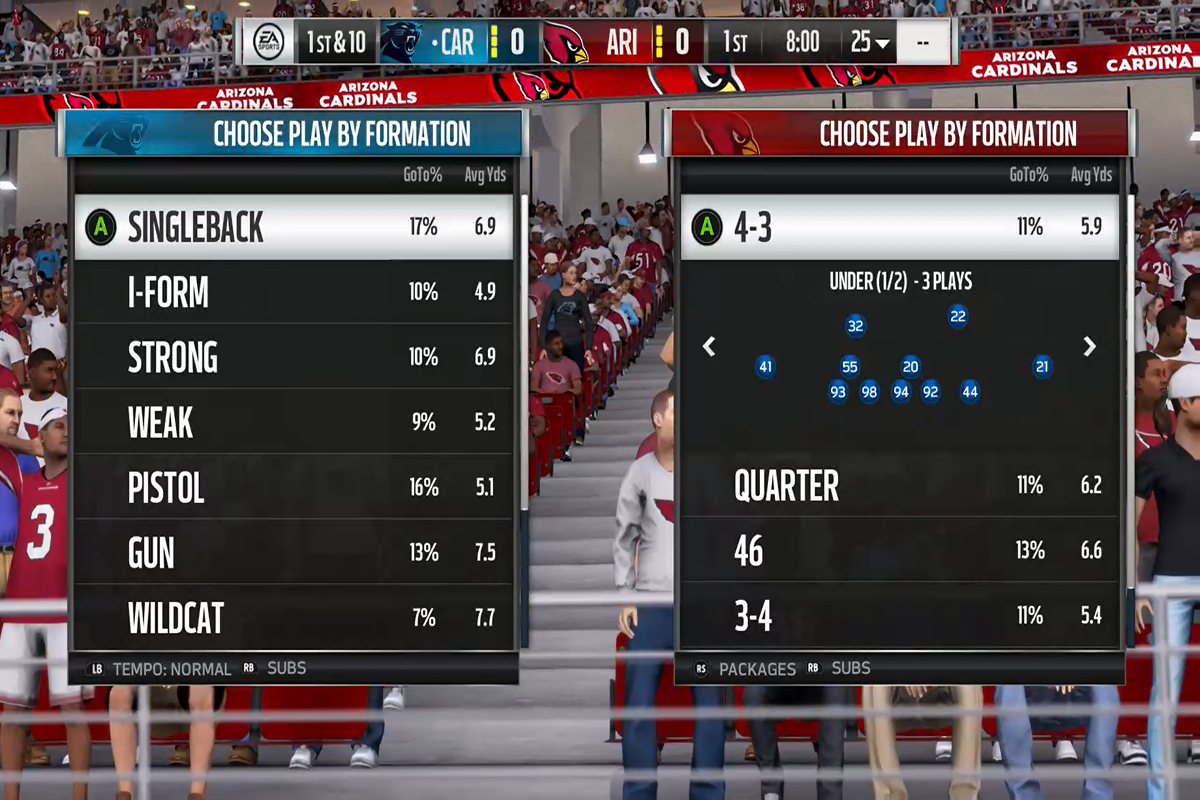 EA SPORTS 1ST & 10 · CAR 0 ARI 0 1ST 8:00 25 --
ARIZONA CARDINALS
ARIZONA CARDINALS
ARIZONA CARDINALS
ARIZONA
CHOOSE PLAY BY FORMATION
GoTo% Avg Yds
A SINGLEBACK 17% 6.9
I-FORM 10% 4.9
STRONG 10% 6.9
WEAK 9% 5.2
PISTOL 16% 5.1
GUN 13% 7.5
WILDCAT 7% 7.7
LB TEMPO: NORMAL RB SUBS
CHOOSE PLAY BY FORMATION
GoTo% Avg Yds
A 4-3 11% 5.9
UNDER (1/2) - 3 PLAYS
32 22
41 55 20 21
93 98 94 92 44
QUARTER 11% 6.2
46 13% 6.6
3-4 11% 5.4
RS PACKAGES RB SUBS
51
3
20
21